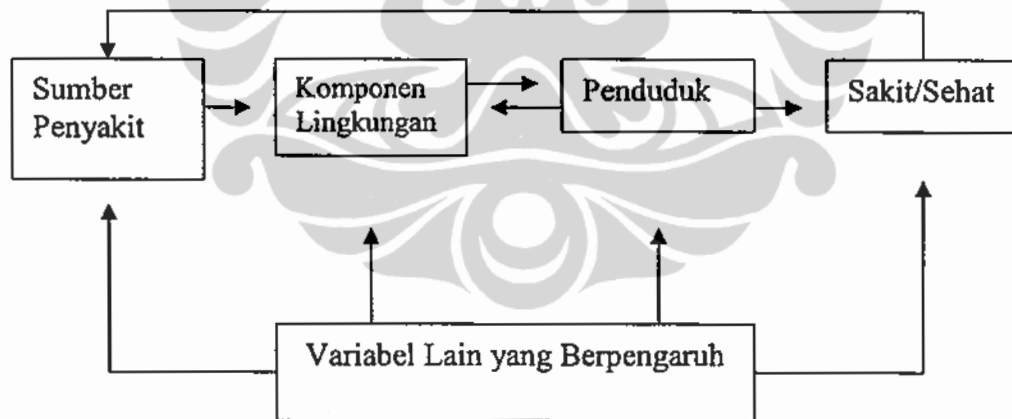 Sumber
Penyakit
Komponen
Lingkungan
Penduduk
Sakit/Sehat
Variabel Lain yang Berpengaruh